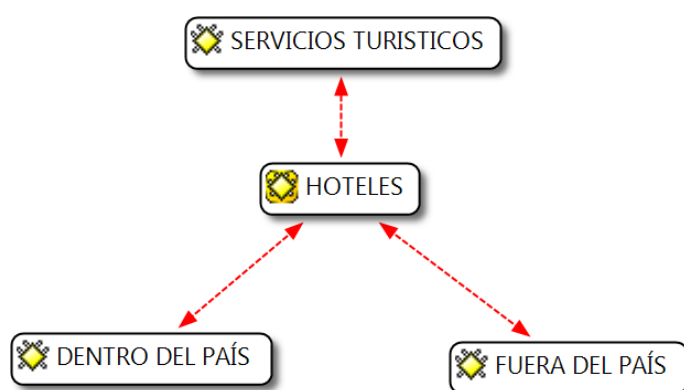 SERVICIOS TURISTICOS
HOTELES
DENTRO DEL PAÍS
FUERA DEL PAÍS